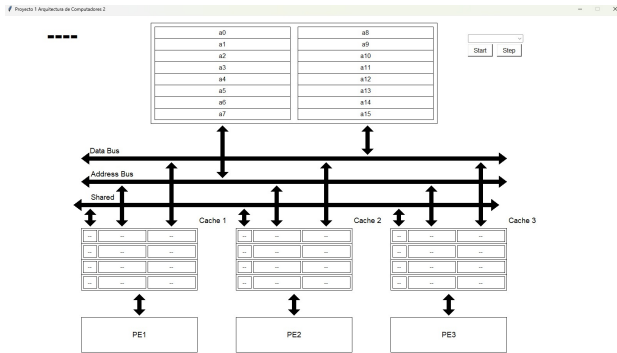 Proyecto 1 Arquitectura de Computadores 2
----
a0 a8
a1 a9
a2 a10
a3 a11
a4 a12
a5 a13
a6 a14
a7 a15
Start Step
Data Bus
Address Bus
Shared
Cache 1 Cache 2 Cache 3
-- -- -- -- -- -- -- -- --
-- -- -- -- -- -- -- -- --
-- -- -- -- -- -- -- -- --
-- -- -- -- -- -- -- -- --
PE1 PE2 PE3